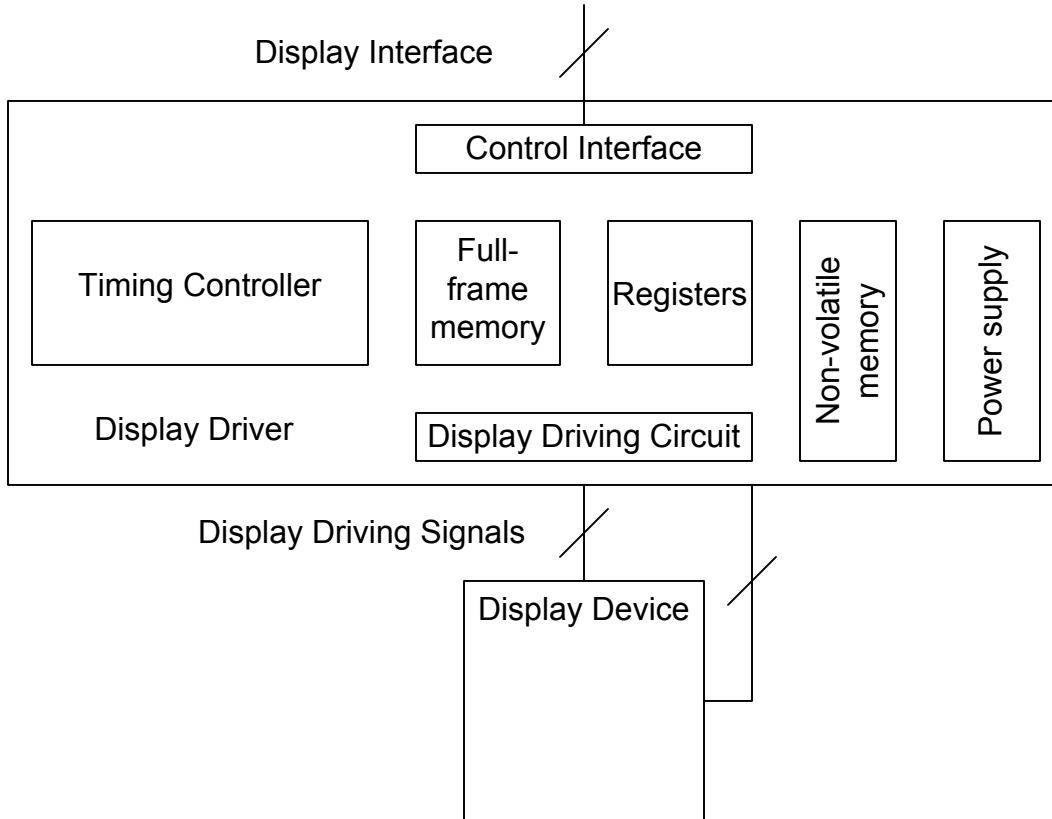 Display Interface
Control Interface
Timing Controller
Full-
frame
memory
Registers
Non-volatile
memory
Power supply
Display Driver
Display Driving Circuit
Display Driving Signals
Display Device